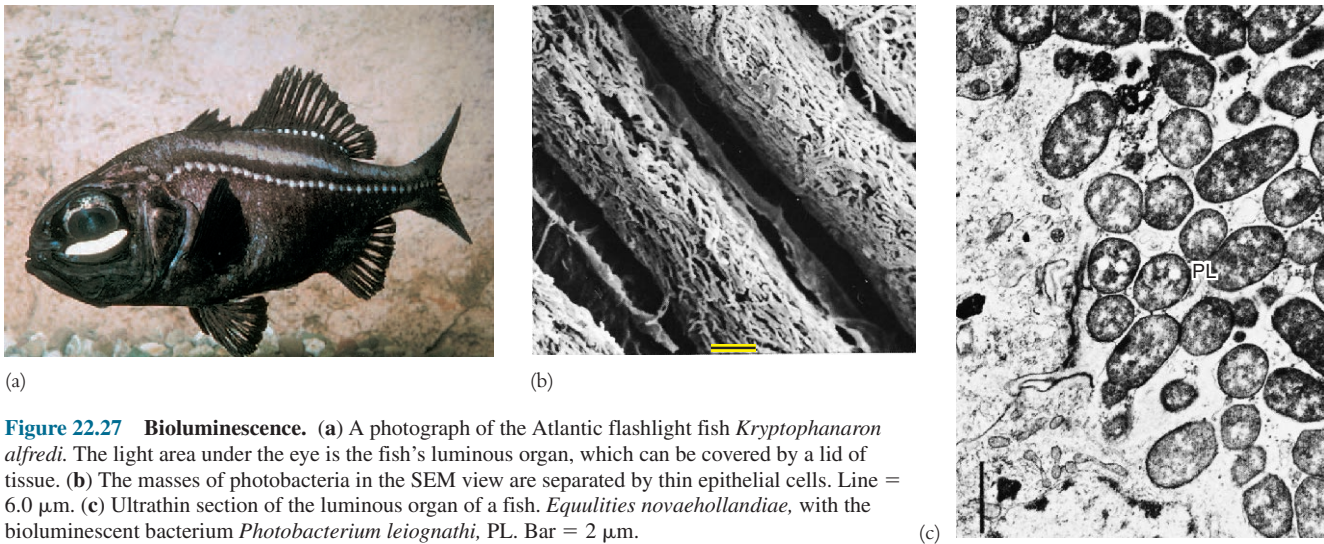 PL
(a)
(b)
Figure 22.27 Bioluminescence. (a) A photograph of the Atlantic flashlight fish Kryptophanaron
alfredi. The light area under the eye is the fish's luminous organ, which can be covered by a lid of
tissue. (b) The masses of photobacteria in the SEM view are separated by thin epithelial cells. Line =
6.0 μm. (c) Ultrathin section of the luminous organ of a fish. Equulities novaehollandiae, with the
bioluminescent bacterium Photobacterium leiognathi, PL. Bar = 2 μm.
(c)